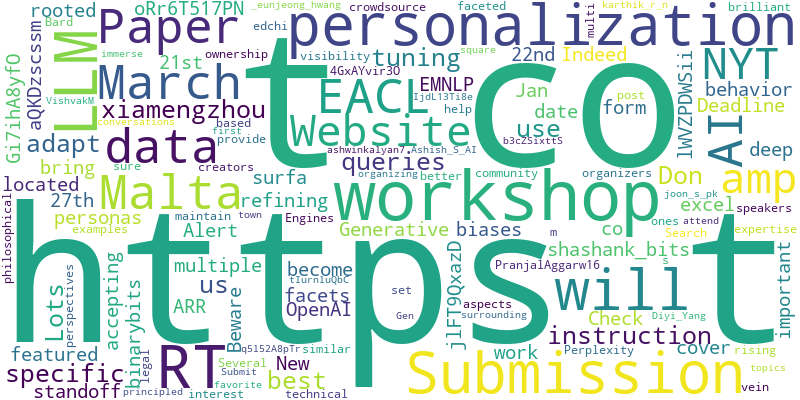 _eunjeong_hwang
crowdsource
faceted
karthik_r_n
edchi
visibility
multi
brilliant
rooted
oRr6T517PN
Paper
personalization
immerse
ownership
square
post
21st
tuning
22nd
Indeed
NYT
Bard
aQKDzscssm
LLM
VishvakM
March
4GxAYvir3O
EMNLP
Jan
behavior
Gi7ihA8yfO
conversations
xiamengzhou
based
first
provide
EACL
IjdL13Ti8e
help
date
form
Deadline
t
co
lWVZPDWSii
AI
adapt
data
Website
use
b3cZSixttS
deep
bring
sure
creators
ashwinkalyan7
Ashish_S_AI
queries
organizing
better
community
organizers
located
27th
Malta
surfa
workshop
Don
amp
joon_s_pk
excel
speakers
personas
refining
maintain
town
Engines
co
ones
attend
examples
Alert
Generative
biases
m
Search
expertise
philosophical
https
t
Lots
accepting
multiple
us
become
jlFT9QxazD
shashank_bits
s
important
perspectives
ARR
binarybits
facets
tIurnIuQbC
PranjalAggarw16
will
Check
Beware
OpenAI
set
aspects
surrounding
instruction
cover
featured
RT
New
q5152A8pTr
similar
Gen
Submission
work
Diyi_Yang
rising
specific
Several
Submit
interest
best
Perplexity
topics
standoff
legal
principled
favorite
technical
vein